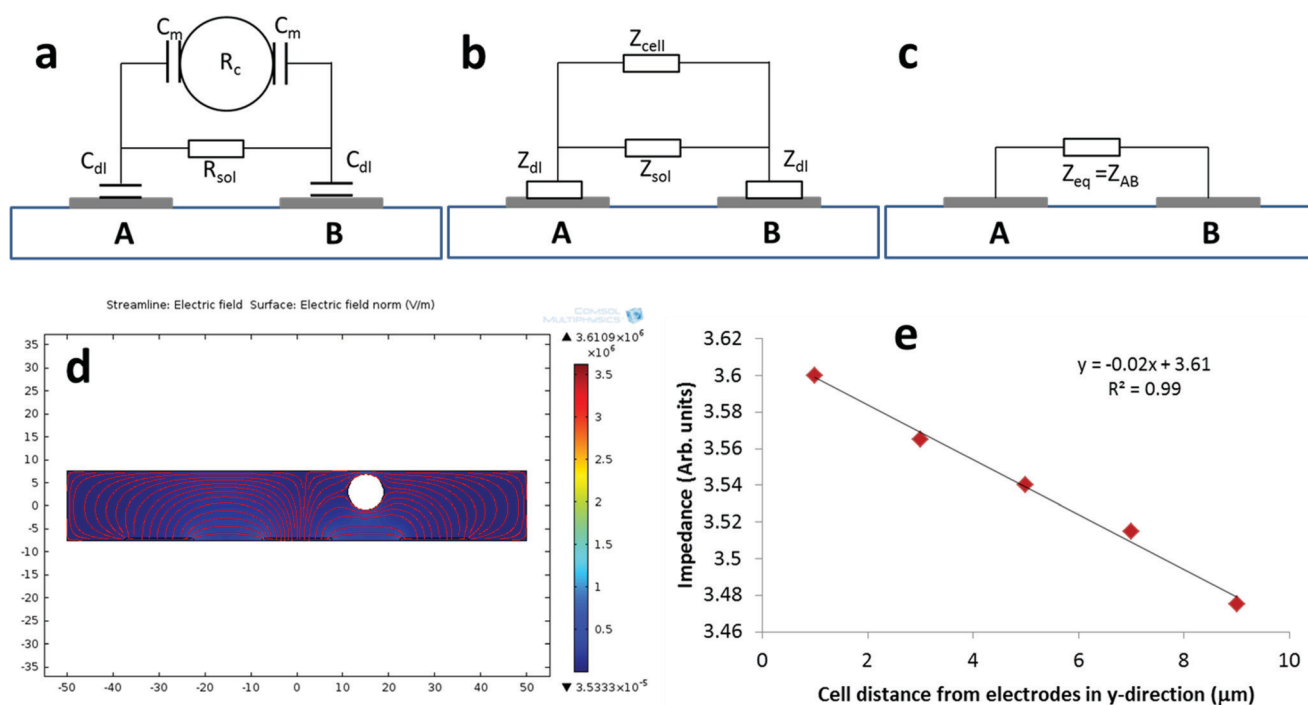 a
C_m
C_m
R_c
C_dl
R_sol
C_dl
A
B
b
Z_cell
Z_dl
Z_sol
Z_dl
A
B
c
Z_eq =Z_AB
A
B
Streamline: Electric field Surface: Electric field norm (V/m)
COMSOL
MULTIPHYSICS
d
35
30
25
20
15
10
5
0
-5
-10
-15
-20
-25
-30
-35
-50 -40 -30 -20 -10 0 10 20 30 40 50
▲ 3.6109×10⁶
×10⁶
3.5
3
2.5
2
1.5
1
0.5
▼ 3.5333×10⁻⁵
e
y = -0.02x + 3.61
R² = 0.99
Impedance (Arb. units)
3.62
3.6
3.58
3.56
3.54
3.52
3.5
3.48
3.46
0 2 4 6 8 10
Cell distance from electrodes in y-direction (µm)